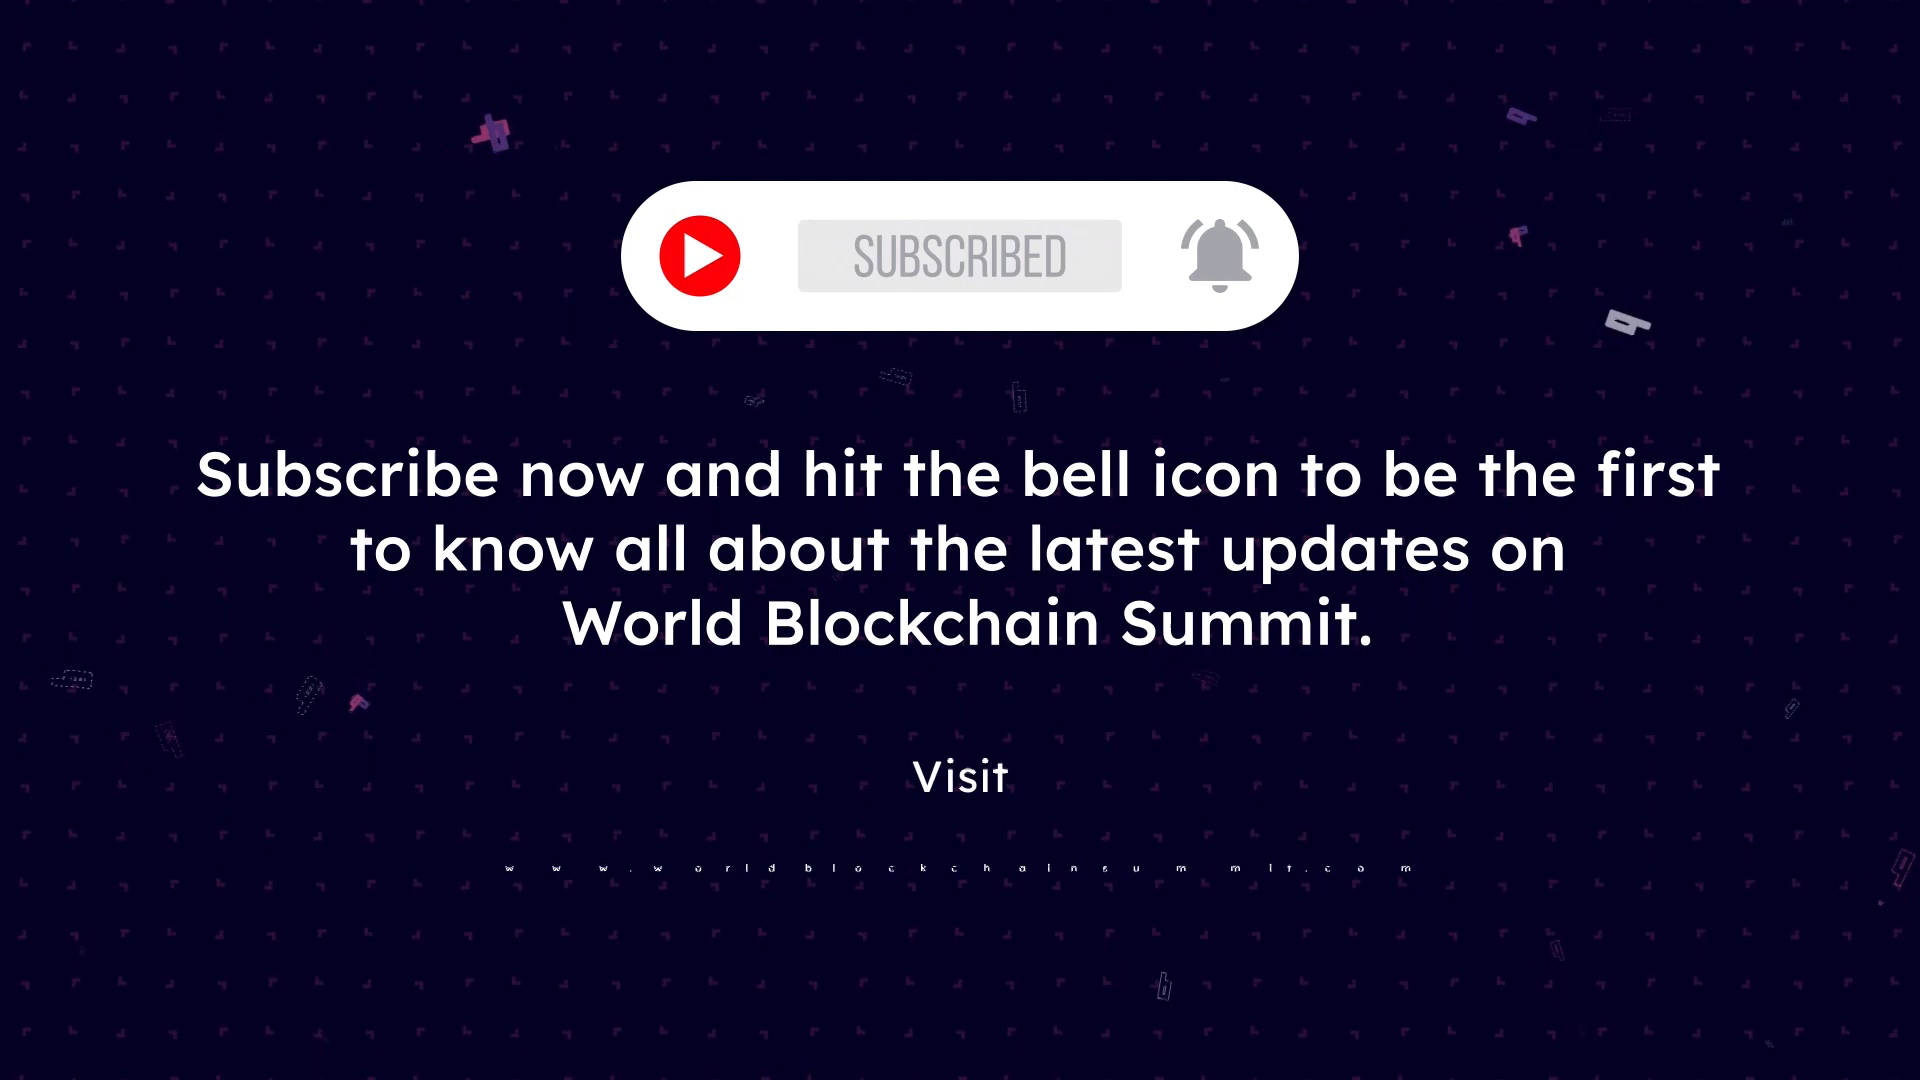 SUBSCRIBED
Subscribe now and hit the bell icon to be the first
to know all about the latest updates on
World Blockchain Summit.
Visit
www.worldblockchainsummit.com